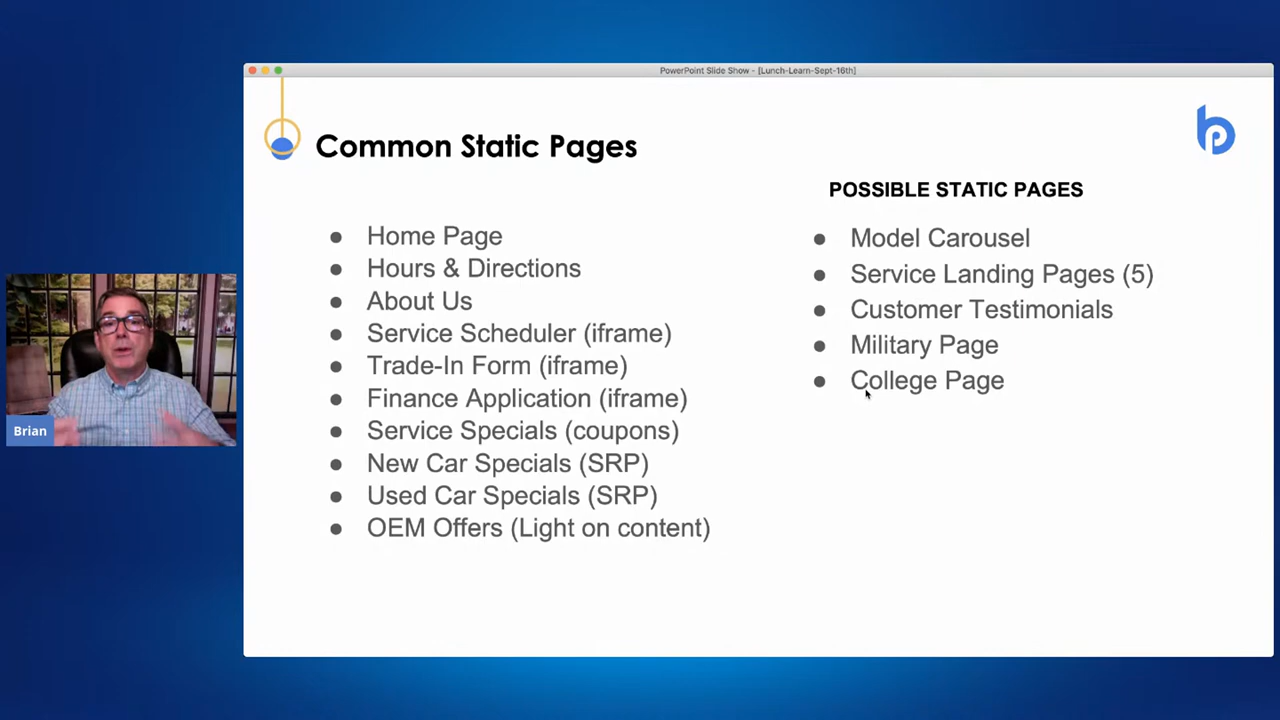 PowerPoint Slide Show - [Lunch-Learn-Sept-16th]
Common Static Pages
Home Page
Hours & Directions
About Us
Service Scheduler (iframe)
Trade-In Form (iframe)
Finance Application (iframe)
Service Specials (coupons)
New Car Specials (SRP)
Used Car Specials (SRP)
OEM Offers (Light on content)
POSSIBLE STATIC PAGES
Model Carousel
Service Landing Pages (5)
Customer Testimonials
Military Page
College Page
Brian